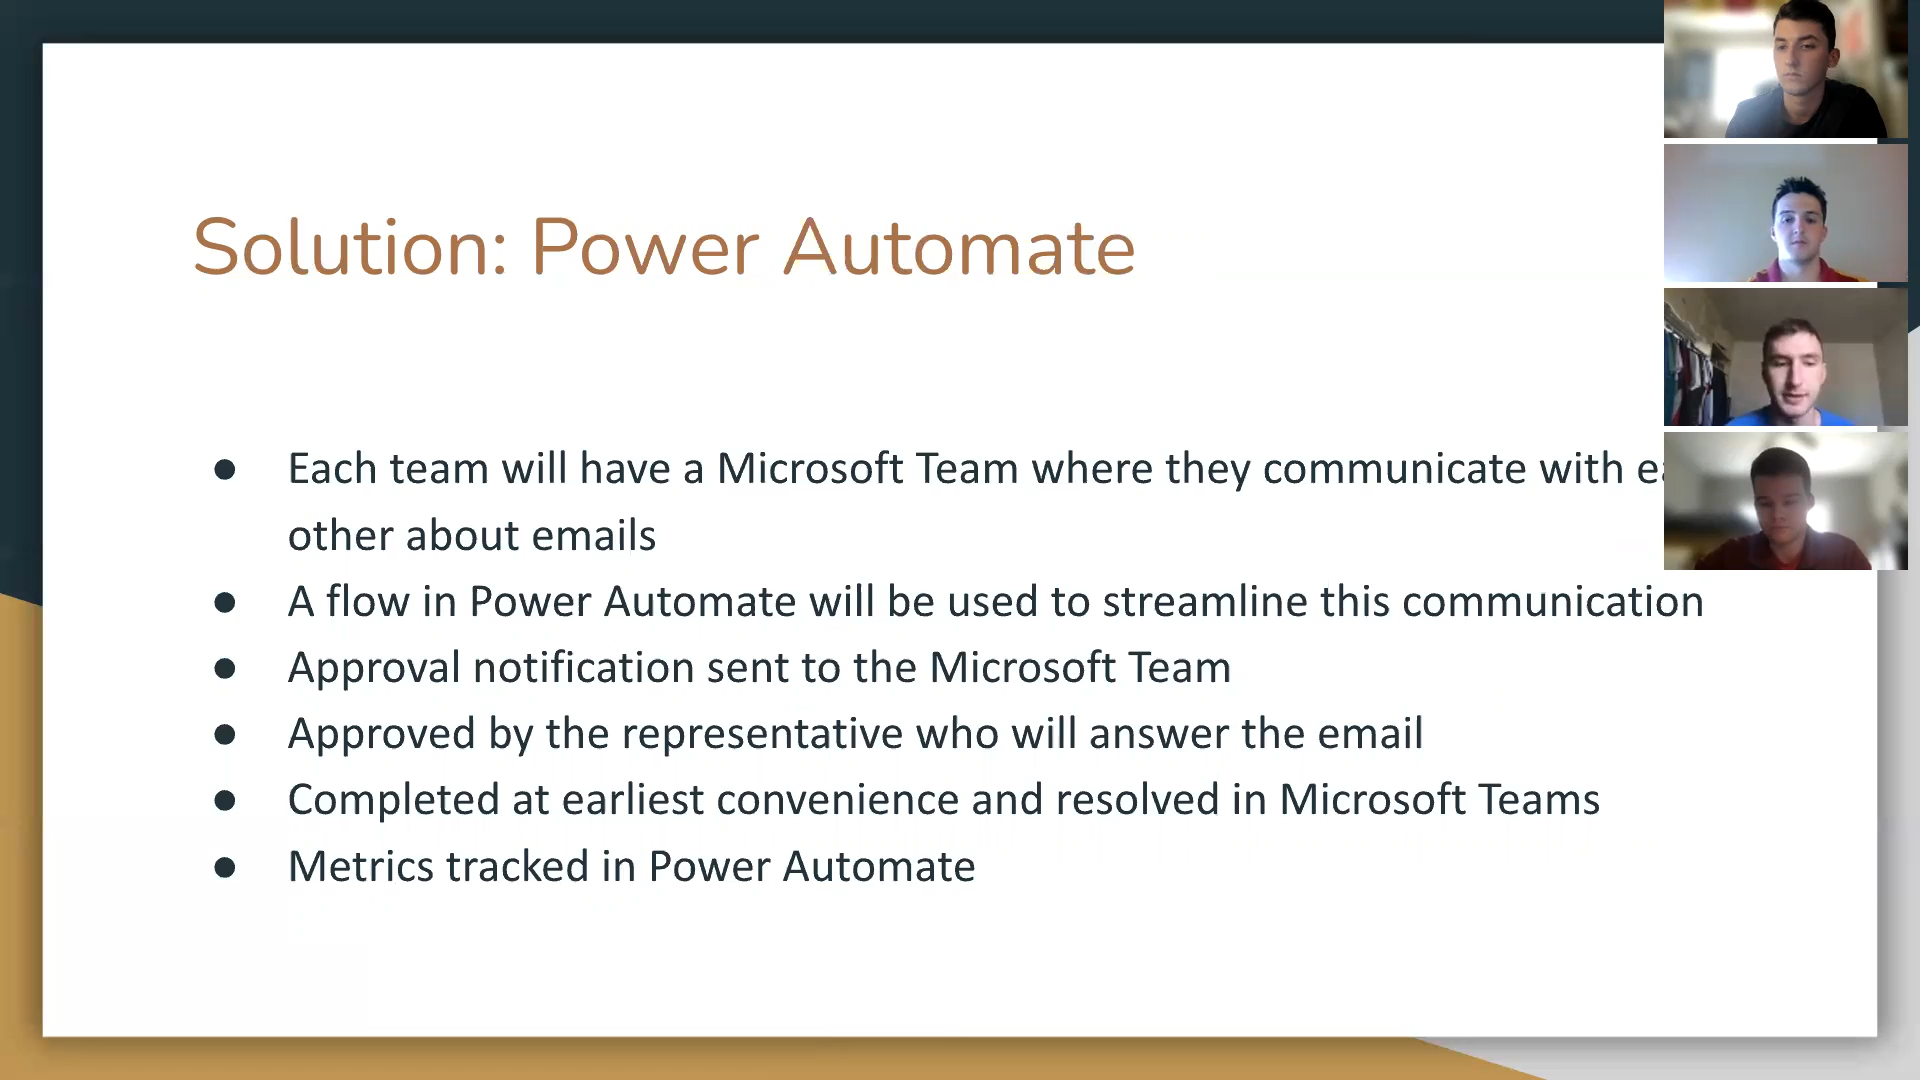 Solution: Power Automate
● Each team will have a Microsoft Team where they communicate with
other about emails
● A flow in Power Automate will be used to streamline this communication
● Approval notification sent to the Microsoft Team
● Approved by the representative who will answer the email
● Completed at earliest convenience and resolved in Microsoft Teams
● Metrics tracked in Power Automate